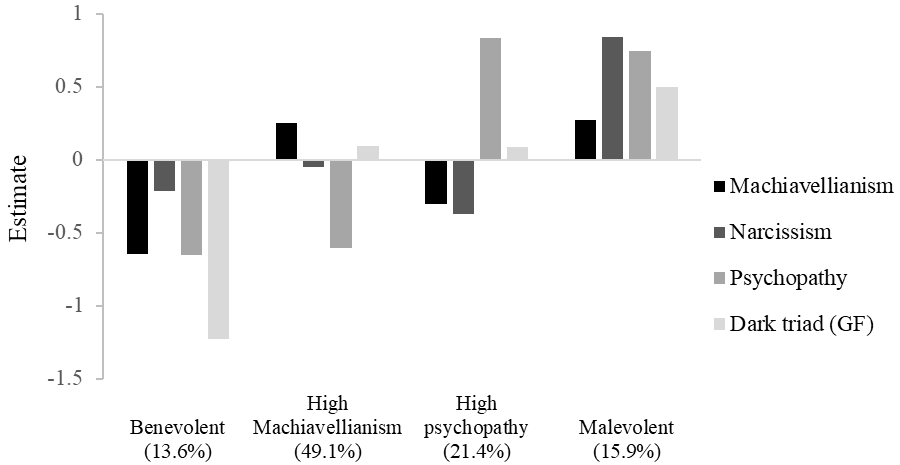 1
0.5
0
-0.5
-1
-1.5
Estimate
Benevolent
(13.6%)
High
Machiavellianism
(49.1%)
High
psychopathy
(21.4%)
Malevolent
(15.9%)
Machiavellianism
Narcissism
Psychopathy
Dark triad (GF)